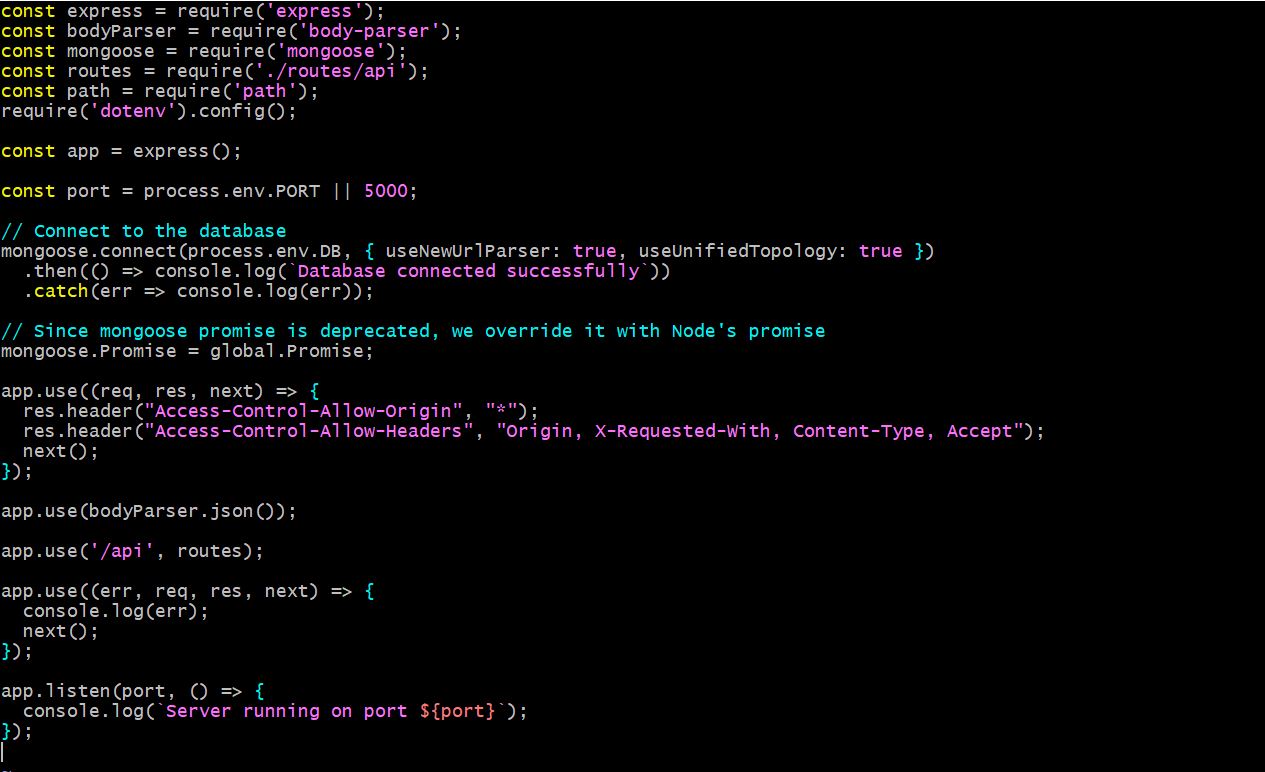 const express = require('express');
const bodyParser = require('body-parser');
const mongoose = require('mongoose');
const routes = require('./routes/api');
const path = require('path');
require('dotenv').config();

const app = express();

const port = process.env.PORT || 5000;

// Connect to the database
mongoose.connect(process.env.DB, { useNewUrlParser: true, useUnifiedTopology: true })
  .then(() => console.log(`Database connected successfully`))
  .catch(err => console.log(err));

// Since mongoose promise is deprecated, we override it with Node's promise
mongoose.Promise = global.Promise;

app.use((req, res, next) => {
  res.header("Access-Control-Allow-Origin", "*");
  res.header("Access-Control-Allow-Headers", "Origin, X-Requested-With, Content-Type, Accept");
  next();
});

app.use(bodyParser.json());

app.use('/api', routes);

app.use((err, req, res, next) => {
  console.log(err);
  next();
});

app.listen(port, () => {
  console.log(`Server running on port ${port}`);
});